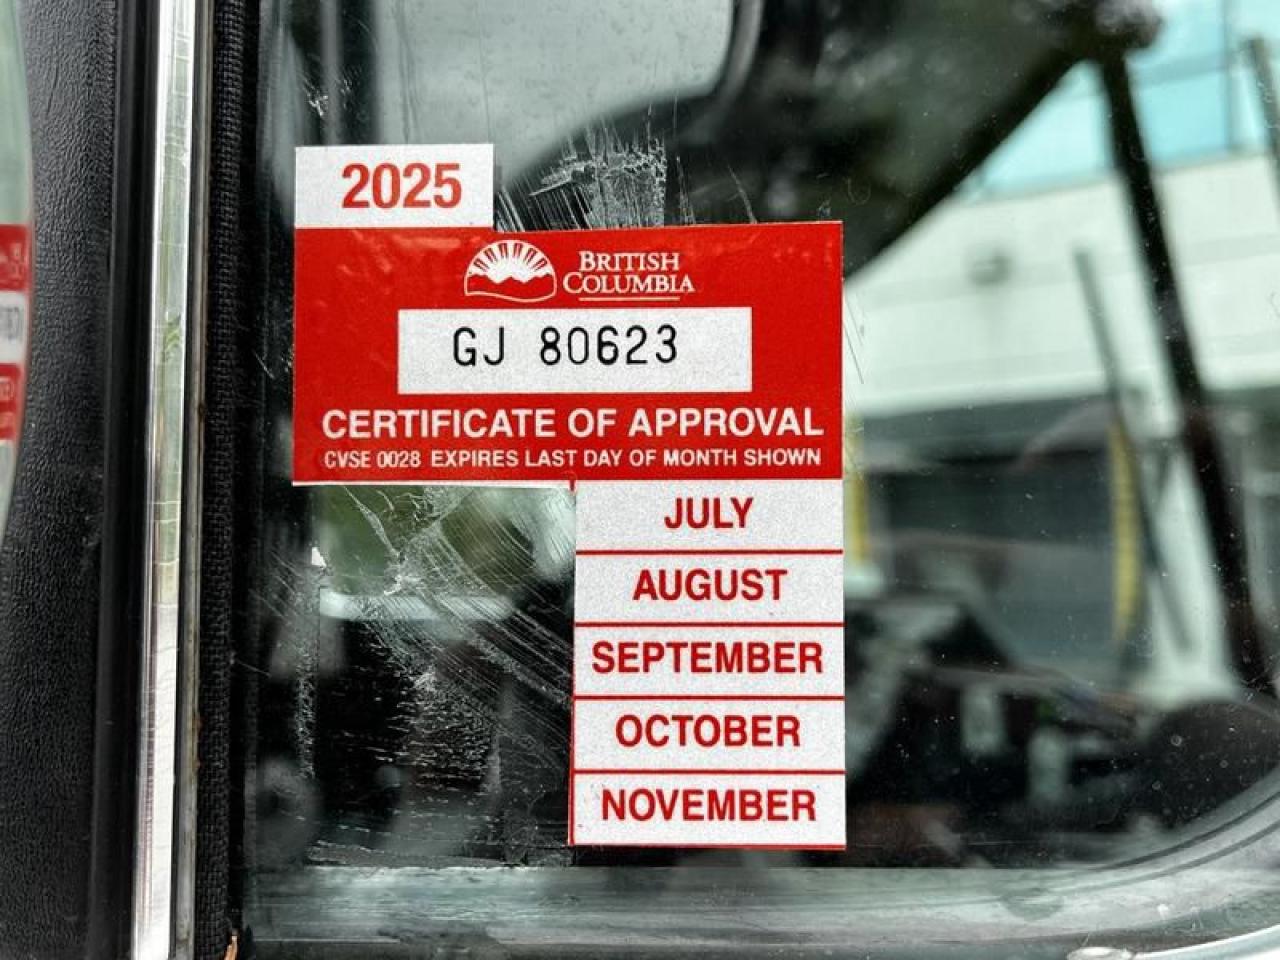 2025
BRITISH
COLUMBIA
GJ 80623
CERTIFICATE OF APPROVAL
CVSE 0028 EXPIRES LAST DAY OF MONTH SHOWN
JULY
AUGUST
SEPTEMBER
OCTOBER
NOVEMBER